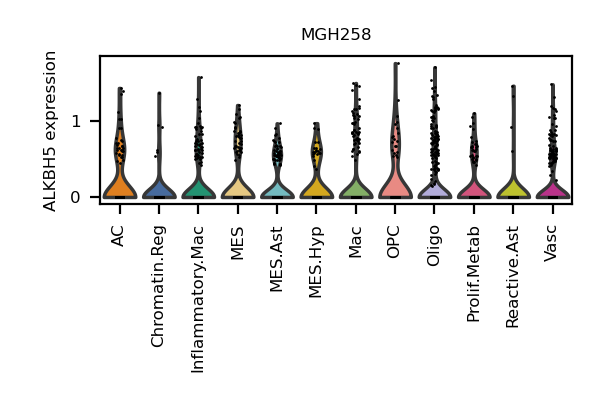 MGH258
ALKBH5 expression
1
0
AC
Chromatin.Reg
Inflammatory.Mac
MES
MES.Ast
MES.Hyp
Mac
OPC
Oligo
Prolif.Metab
Reactive.Ast
Vasc